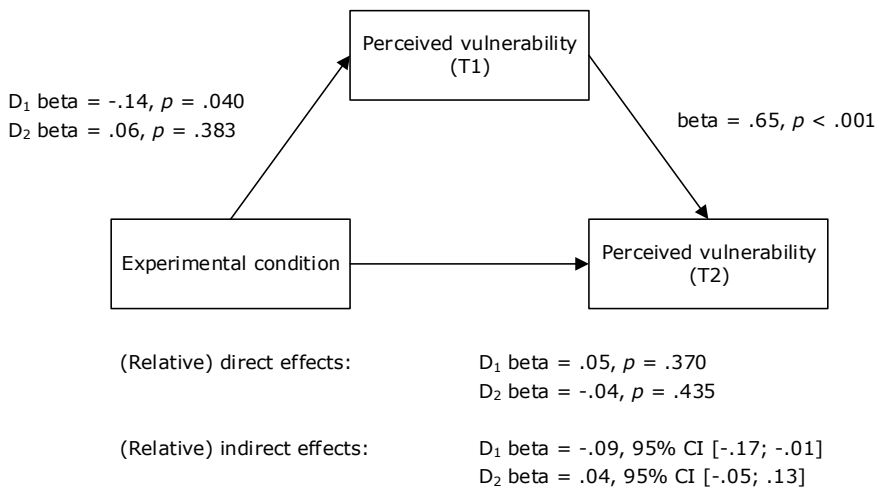 Perceived vulnerability
(T1)
D₁ beta = -.14, p = .040
D₂ beta = .06, p = .383
beta = .65, p < .001
Experimental condition
Perceived vulnerability
(T2)
(Relative) direct effects: D₁ beta = .05, p = .370
D₂ beta = -.04, p = .435
(Relative) indirect effects: D₁ beta = -.09, 95% CI [-.17; -.01]
D₂ beta = .04, 95% CI [-.05; .13]